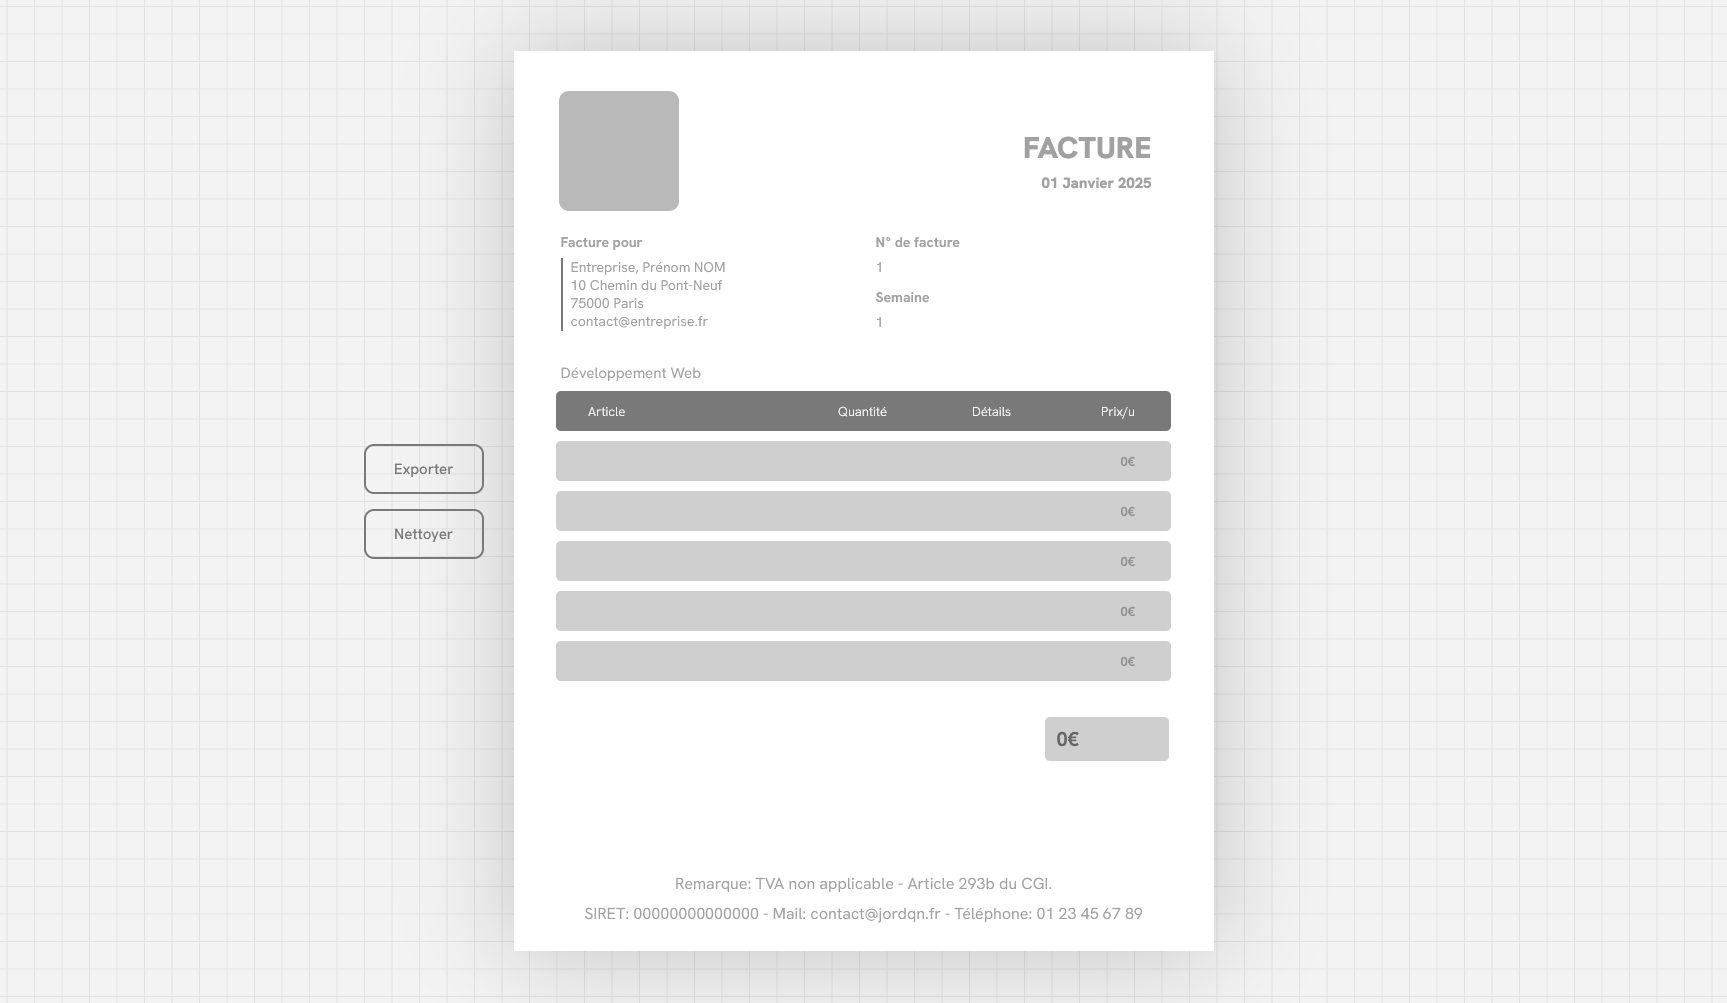 FACTURE
01 Janvier 2025
Facture pour
Entreprise, Prénom NOM
10 Chemin du Pont-Neuf
75000 Paris
contact@entreprise.fr
N° de facture
1
Semaine
1
Développement Web
Article Quantité Détails Prix/u
0€
0€
0€
0€
0€
0€
Exporter
Nettoyer
Remarque: TVA non applicable - Article 293b du CGI.
SIRET: 00000000000000 - Mail: contact@jordqn.fr - Téléphone: 01 23 45 67 89